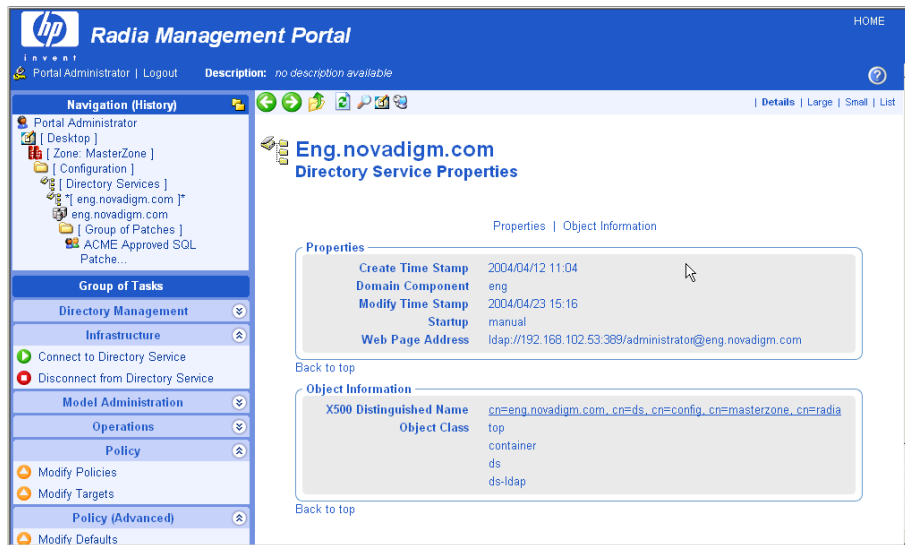 HOME
hp Radia Management Portal
invent
Portal Administrator | Logout Description: no description available
Navigation (History)
| Details | Large | Small | List
Portal Administrator
[ Desktop ]
[ Zone: MasterZone ]
[ Configuration ]
[ Directory Services ]
*[ eng.novadigm.com ]*
eng.novadigm.com
[ Group of Patches ]
ACME Approved SQL
Patche...
Group of Tasks
Directory Management
Infrastructure
Connect to Directory Service
Disconnect from Directory Service
Model Administration
Operations
Policy
Modify Policies
Modify Targets
Policy (Advanced)
Modify Defaults
Eng.novadigm.com
Directory Service Properties
Properties | Object Information
Properties
Create Time Stamp 2004/04/12 11:04
Domain Component eng
Modify Time Stamp 2004/04/23 15:16
Startup manual
Web Page Address ldap://192.168.102.53:389/administrator@eng.novadigm.com
Back to top
Object Information
X500 Distinguished Name cn=eng.novadigm.com, cn=ds, cn=config, cn=masterzone, cn=radia
Object Class top
container
ds
ds-ldap
Back to top